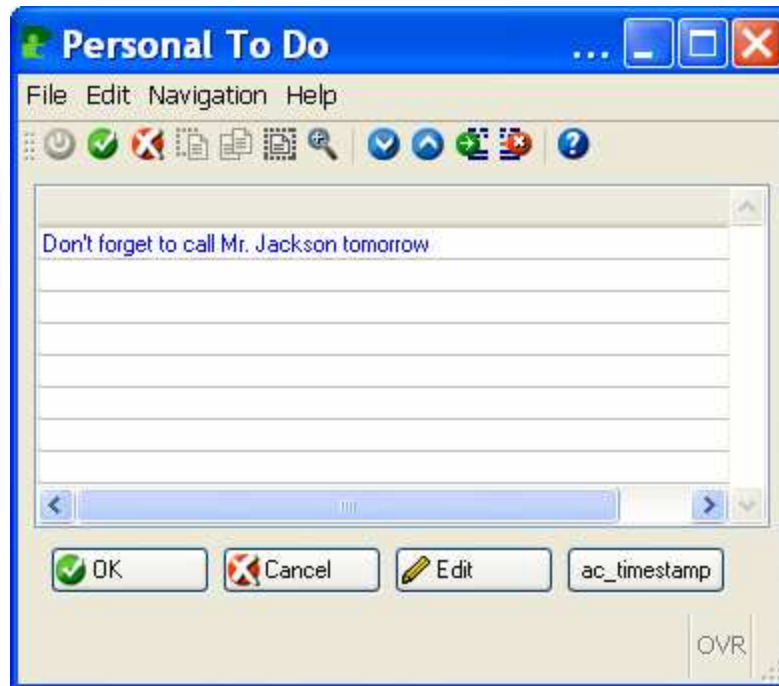 Personal To Do ...
File Edit Navigation Help
Don't forget to call Mr. Jackson tomorrow
OK Cancel Edit ac_timestamp
OVR